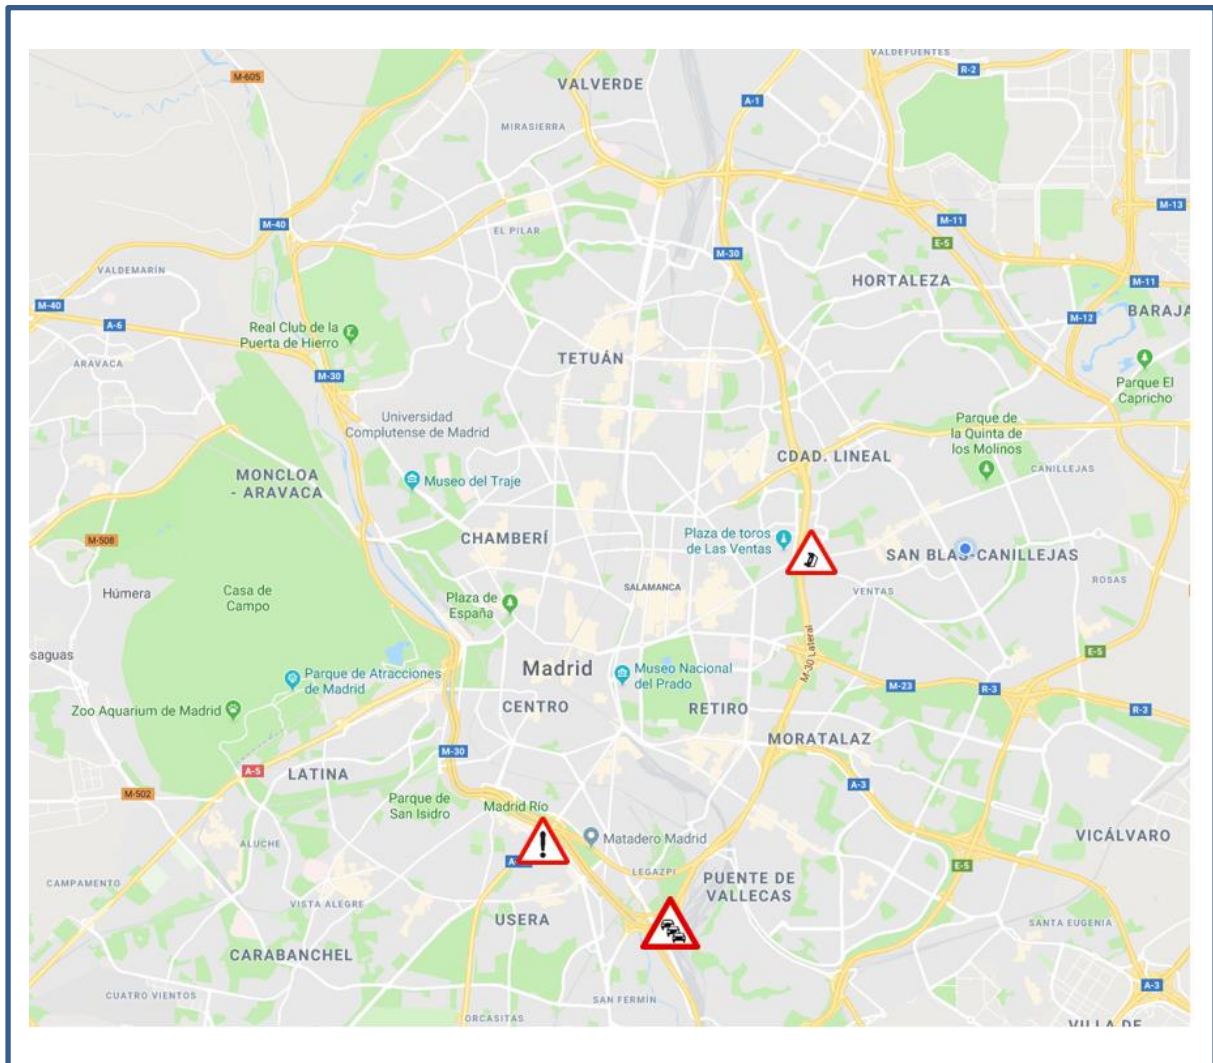 VALDEFUENTES
R-2
M-605
VALVERDE
A-1
MIRASIERRA
M-13
M-11
M-40
EL PILAR
E-5
M-30
VALDEMARÍN
HORTALEZA
M-11
M-40
BARAJA
A-6
M-12
Real Club de la
Puerta de Hierro
TETUÁN
ARAVACA
M-30
Parque El
Capricho
Universidad
Complutense de Madrid
Parque de
la Quinta de
los Molinos
CDAD. LINEAL
CANILLEJAS
MONCLOA
- ARAVACA
Museo del Traje
M-508
CHAMBERÍ
Plaza de toros
de Las Ventas
SAN BLAS-CANILLEJAS
ROSAS
Húmera
Casa de
Campo
SALAMANCA
VENTAS
Plaza de
España
M-30 Lateral
osaguas
E-5
Parque de Atracciones
de Madrid
Madrid
Museo Nacional
del Prado
M-23
R-3
Zoo Aquarium de Madrid
CENTRO
RETIRO
R-3
MORATALAZ
M-30
A-5
LATINA
A-3
M-502
Parque de
San Isidro
Madrid Río
Matadero Madrid
VICÁLVARO
ALUCHE
A-
LEGAZPI
E-5
CAMPAMENTO
PUENTE DE
VALLECAS
VISTA ALEGRE
USERA
SANTA EUGENIA
CARABANCHEL
A-3
CUATRO VIENTOS
SAN FERMÍN
ORCASITAS
VILLA DE